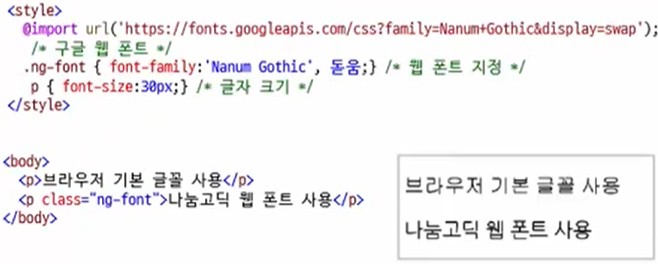 <style>
@import url('https://fonts.googleapis.com/css?family=Nanum+Gothic&display=swap');
/* 구글 웹 폰트 */
.ng-font { font-family:'Nanum Gothic', 돋움;} /* 웹 폰트 지정 */
p { font-size:30px;} /* 글자 크기 */
</style>
<body>
<p>브라우저 기본 글꼴 사용</p>
<p class="ng-font">나눔고딕 웹 폰트 사용</p>
</body>
브라우저 기본 글꼴 사용
나눔고딕 웹 폰트 사용